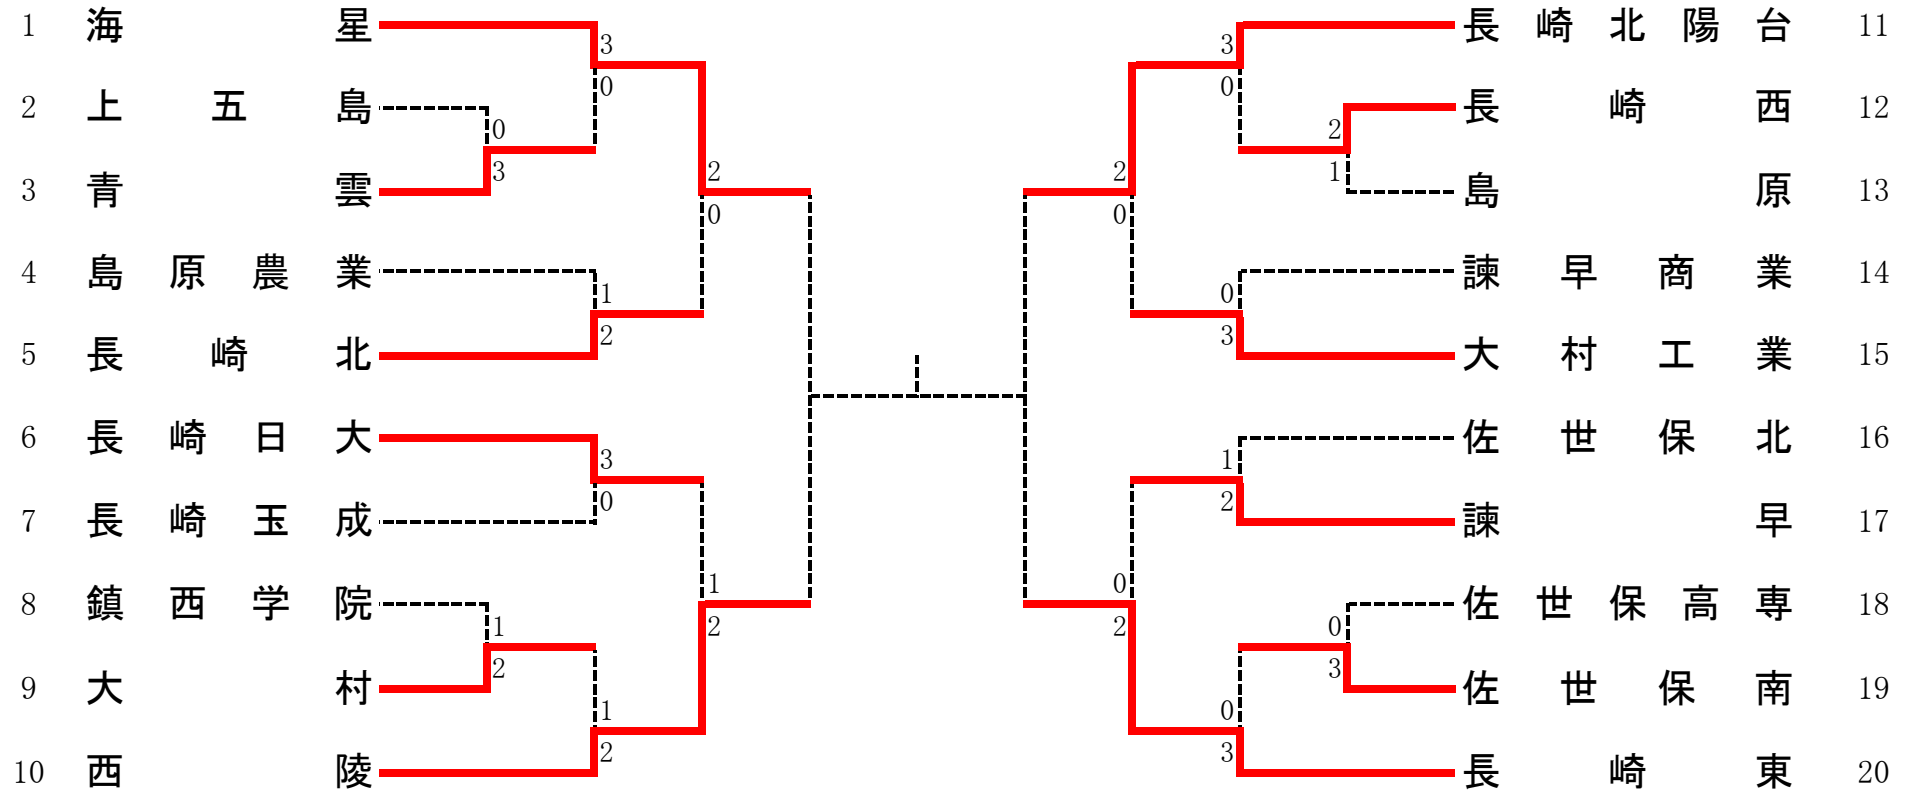 1 海星
2 上五島
3 青雲
4 島原農業
5 長崎北
6 長崎日大
7 長崎玉成
8 鎮西学院
9 大村
10 西陵
3
0
0
3
2
0
1
2
3
0
1
2
1
2
1
2
3
0
2
1
2
0
0
3
1
2
0
2
0
3
0
3
長崎北陽台 11
長崎西 12
島原 13
諫早商業 14
大村工業 15
佐世保北 16
諫早 17
佐世保高専 18
佐世保南 19
長崎東 20